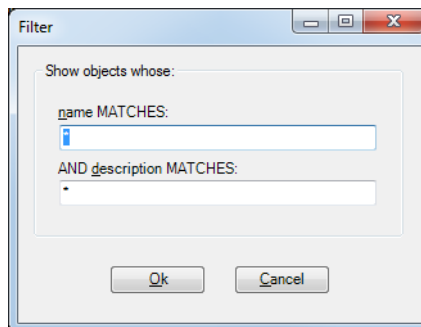 Filter
Show objects whose:
name MATCHES:
*
AND description MATCHES:
*
Ok Cancel